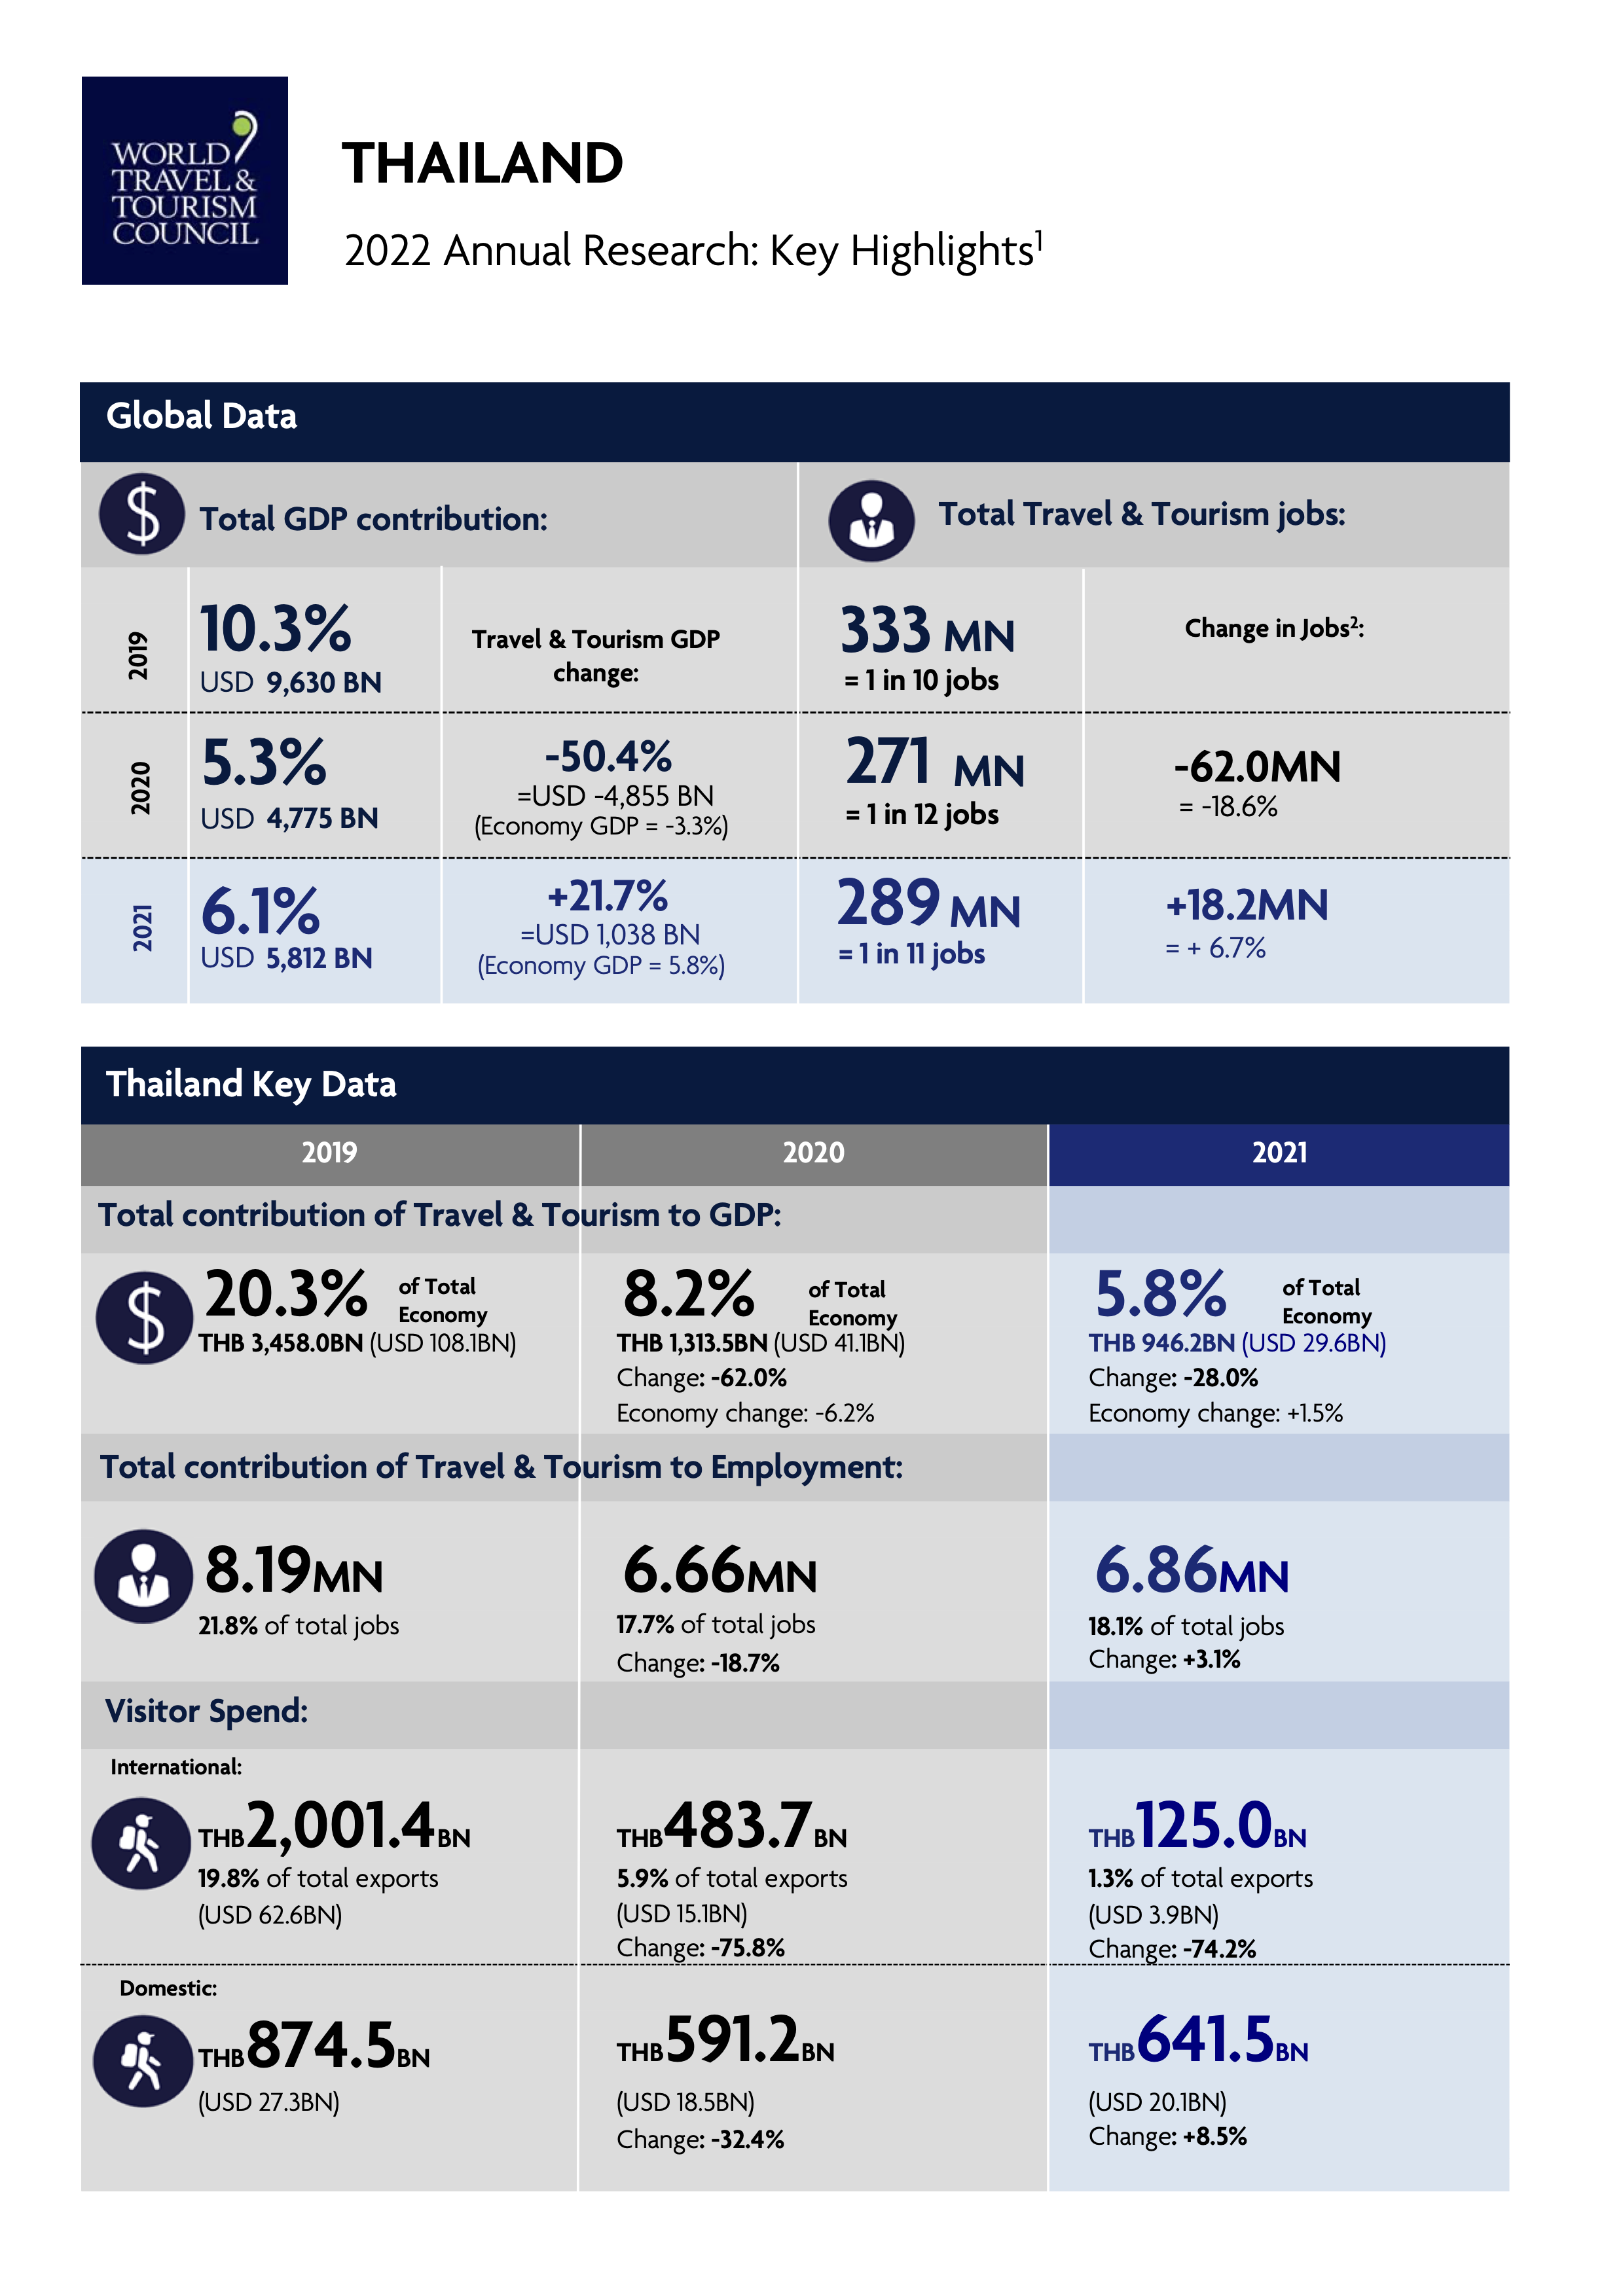 WORLD
TRAVEL &
TOURISM
COUNCIL
THAILAND
2022 Annual Research: Key Highlights¹
Global Data
Total GDP contribution:
Total Travel & Tourism jobs:
2019
10.3%
USD 9,630 BN
Travel & Tourism GDP
change:
333 MN
= 1 in 10 jobs
Change in Jobs²:
2020
5.3%
USD 4,775 BN
-50.4%
=USD -4,855 BN
(Economy GDP = -3.3%)
271 MN
= 1 in 12 jobs
-62.0MN
= -18.6%
2021
6.1%
USD 5,812 BN
+21.7%
=USD 1,038 BN
(Economy GDP = 5.8%)
289 MN
= 1 in 11 jobs
+18.2MN
= + 6.7%
Thailand Key Data
2019
2020
2021
Total contribution of Travel & Tourism to GDP:
20.3% of Total
Economy
THB 3,458.0BN (USD 108.1BN)
8.2% of Total
Economy
THB 1,313.5BN (USD 41.1BN)
Change: -62.0%
Economy change: -6.2%
5.8% of Total
Economy
THB 946.2BN (USD 29.6BN)
Change: -28.0%
Economy change: +1.5%
Total contribution of Travel & Tourism to Employment:
8.19MN
21.8% of total jobs
6.66MN
17.7% of total jobs
Change: -18.7%
6.86MN
18.1% of total jobs
Change: +3.1%
Visitor Spend:
International:
THB2,001.4BN
19.8% of total exports
(USD 62.6BN)
THB483.7 BN
5.9% of total exports
(USD 15.1BN)
Change: -75.8%
THB125.0BN
1.3% of total exports
(USD 3.9BN)
Change: -74.2%
Domestic:
THB874.5BN
(USD 27.3BN)
THB591.2BN
(USD 18.5BN)
Change: -32.4%
THB641.5BN
(USD 20.1BN)
Change: +8.5%